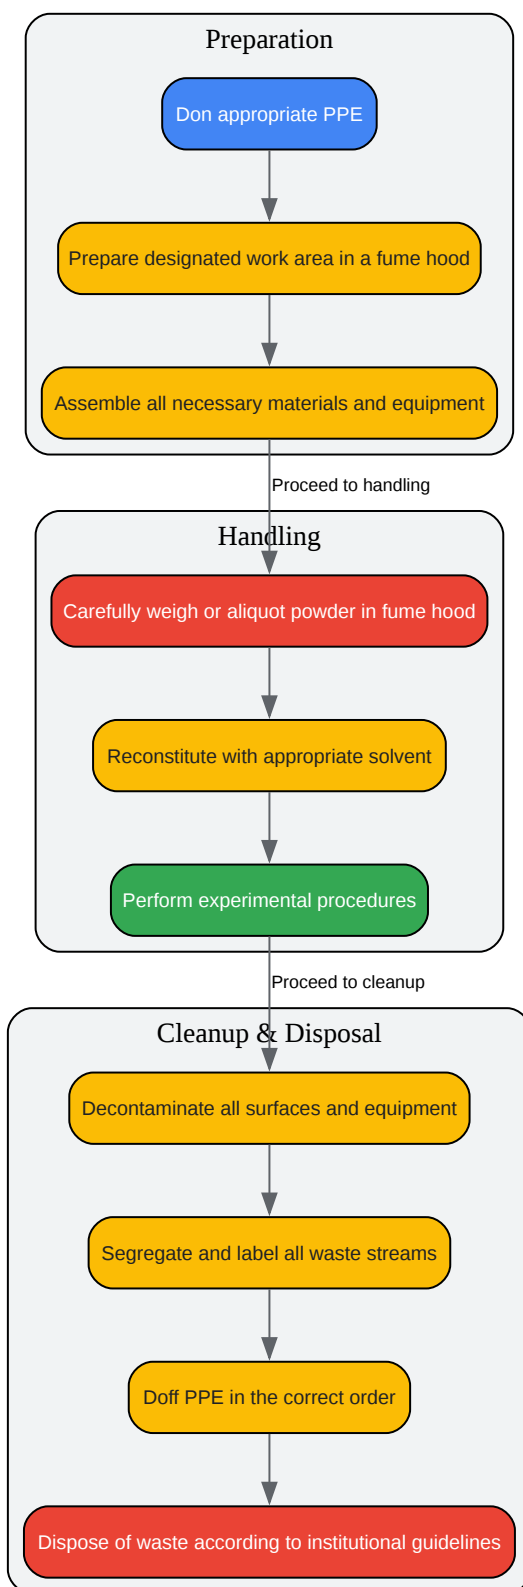 Preparation
Don appropriate PPE
Prepare designated work area in a fume hood
Assemble all necessary materials and equipment
Proceed to handling
Handling
Carefully weigh or aliquot powder in fume hood
Reconstitute with appropriate solvent
Perform experimental procedures
Proceed to cleanup
Cleanup & Disposal
Decontaminate all surfaces and equipment
Segregate and label all waste streams
Doff PPE in the correct order
Dispose of waste according to institutional guidelines